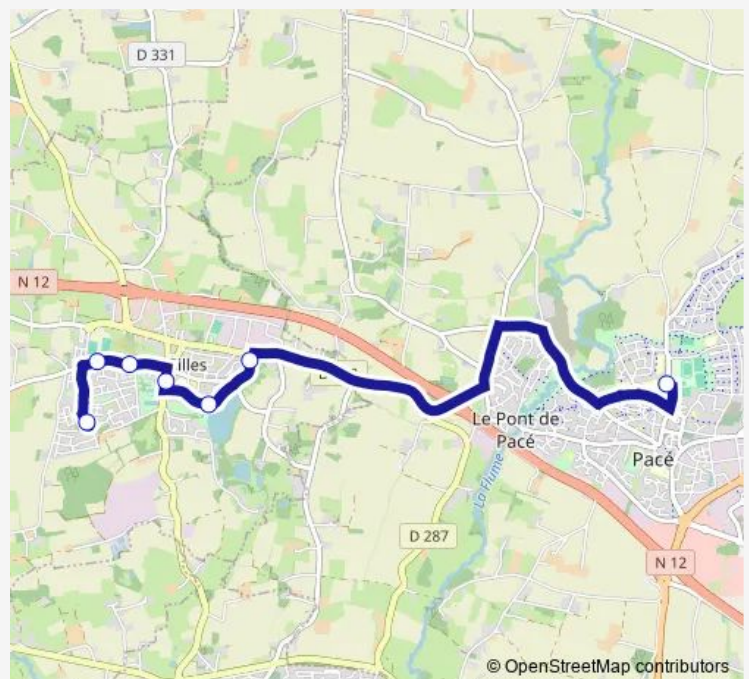 D 331
N 12
illes
Le Pont de
Pacé
La Flume
Pacé
D 287
N 12
© OpenStreetMap contributors